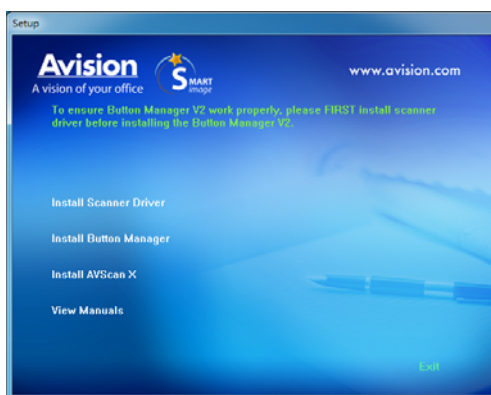 Setup
Avision
A vision of your office
SMART
image
www.avision.com
To ensure Button Manager V2 work properly, please FIRST install scanner
driver before installing the Button Manager V2.
Install Scanner Driver
Install Button Manager
Install AVScan X
View Manuals
Exit